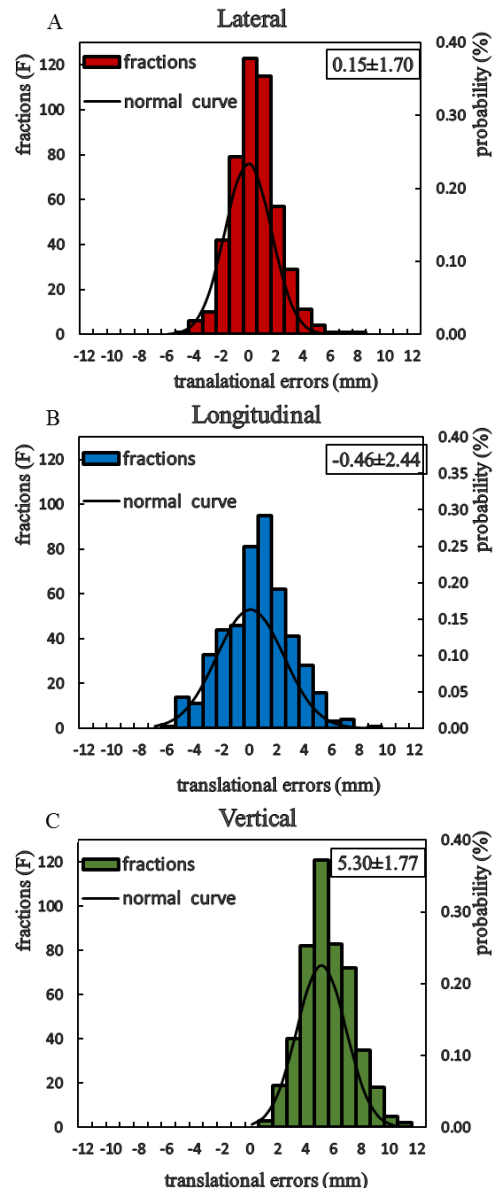 A
Lateral
fractions (F)
120
100
80
60
40
20
0
fractions
normal curve
0.15±1.70
0.40
0.30
0.20
0.10
0.00
probability (%)
-12 -10 -8 -6 -4 -2 0 2 4 6 8 10 12
tranalational errors (mm)
B
Longitudinal
fractions (F)
120
100
80
60
40
20
0
fractions
normal curve
-0.46±2.44
0.40
0.35
0.30
0.25
0.20
0.15
0.10
0.05
0.00
probability (%)
-12 -10 -8 -6 -4 -2 0 2 4 6 8 10 12
translational errors (mm)
C
Vertical
fractions (F)
120
100
80
60
40
20
0
fractions
normal curve
5.30±1.77
0.40
0.30
0.20
0.10
0.00
probability (%)
-12 -10 -8 -6 -4 -2 0 2 4 6 8 10 12
translational errors (mm)